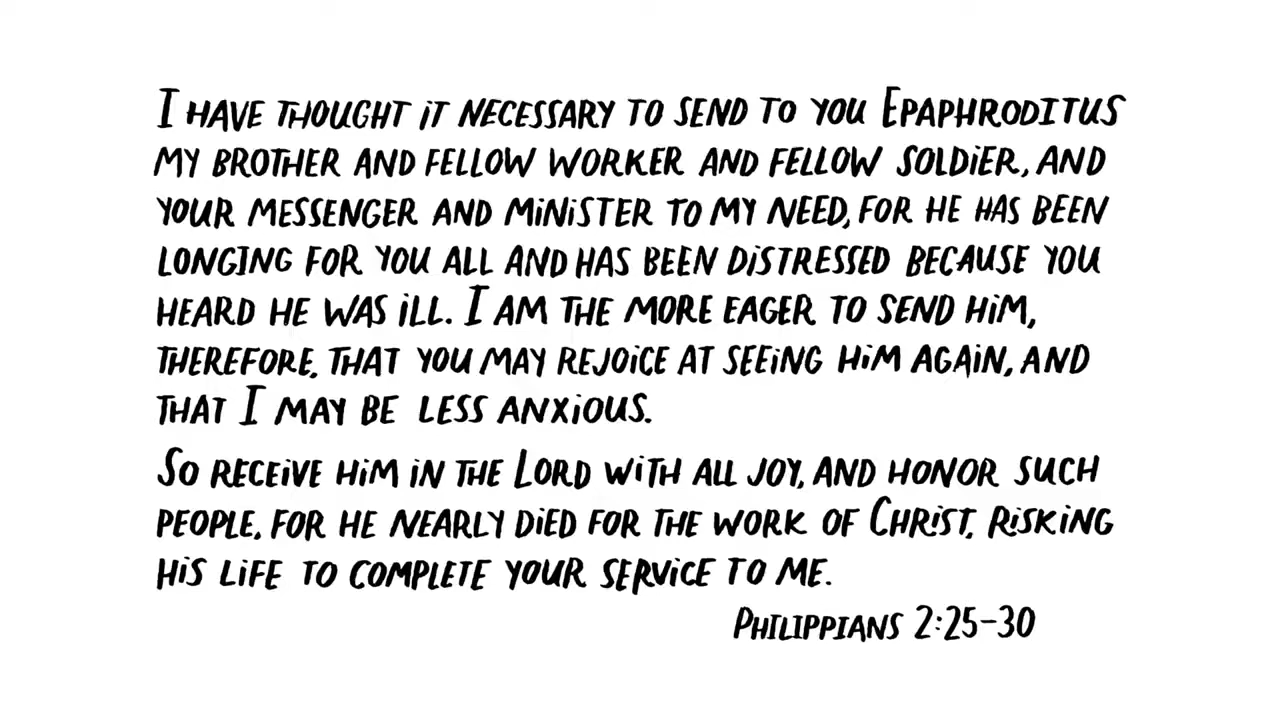 I HAVE THOUGHT IT NECESSARY TO SEND TO YOU EPAPHRODITUS
MY BROTHER AND FELLOW WORKER AND FELLOW SOLDIER, AND
YOUR MESSENGER AND MINISTER TO MY NEED, FOR HE HAS BEEN
LONGING FOR YOU ALL AND HAS BEEN DISTRESSED BECAUSE YOU
HEARD HE WAS ILL. I AM THE MORE EAGER TO SEND HIM,
THEREFORE, THAT YOU MAY REJOICE AT SEEING HIM AGAIN, AND
THAT I MAY BE LESS ANXIOUS.
SO RECEIVE HIM IN THE LORD WITH ALL JOY, AND HONOR SUCH
PEOPLE, FOR HE NEARLY DIED FOR THE WORK OF CHRIST, RISKING
HIS LIFE TO COMPLETE YOUR SERVICE TO ME.
PHILIPPIANS 2:25-30